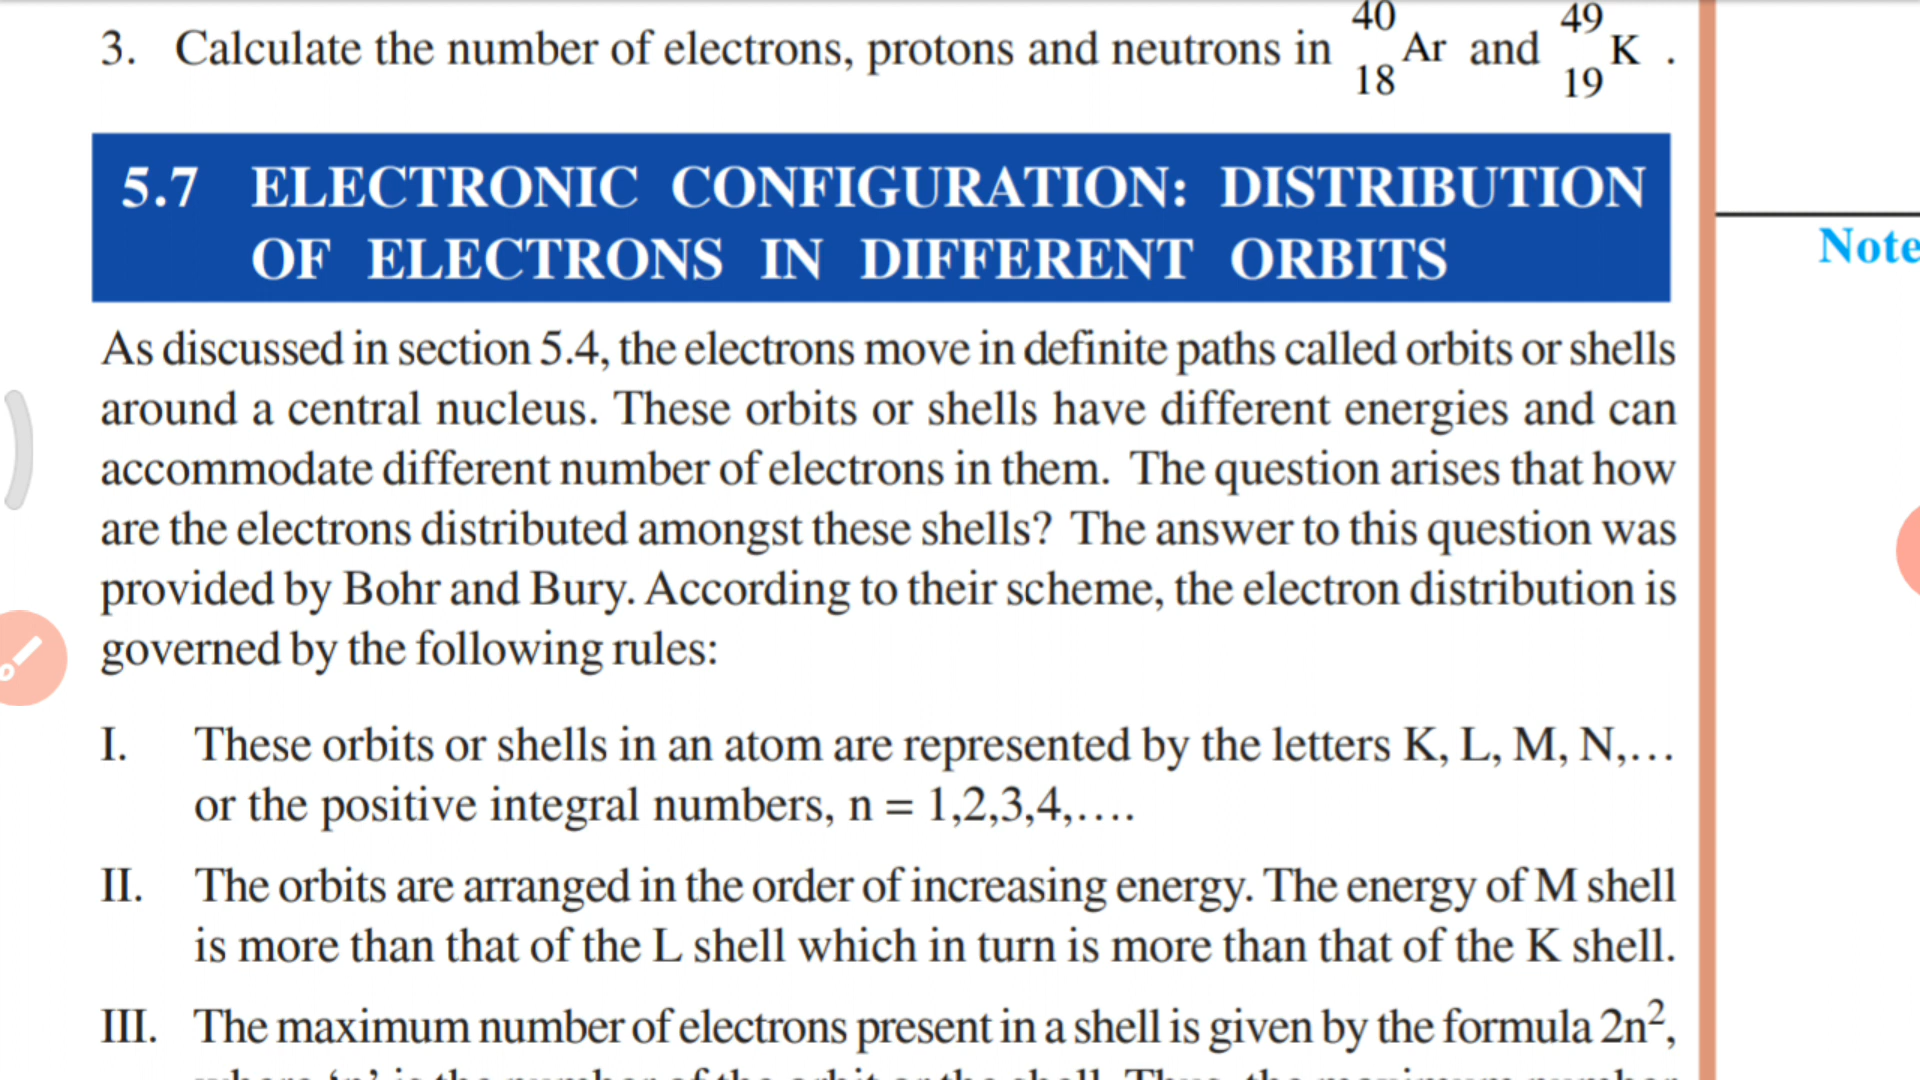 3. Calculate the number of electrons, protons and neutrons in 40 18 Ar and 49 19 K .
5.7 ELECTRONIC CONFIGURATION: DISTRIBUTION
OF ELECTRONS IN DIFFERENT ORBITS
Note
As discussed in section 5.4, the electrons move in definite paths called orbits or shells
around a central nucleus. These orbits or shells have different energies and can
accommodate different number of electrons in them. The question arises that how
are the electrons distributed amongst these shells? The answer to this question was
provided by Bohr and Bury. According to their scheme, the electron distribution is
governed by the following rules:
I. These orbits or shells in an atom are represented by the letters K, L, M, N,…
or the positive integral numbers, n = 1,2,3,4,….
II. The orbits are arranged in the order of increasing energy. The energy of M shell
is more than that of the L shell which in turn is more than that of the K shell.
III. The maximum number of electrons present in a shell is given by the formula 2n²,